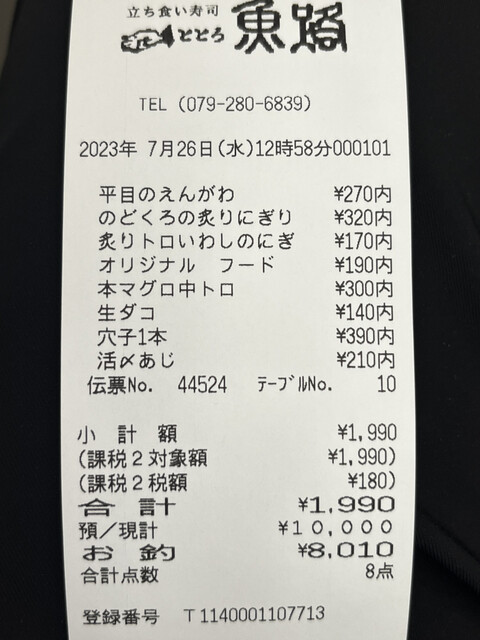 立ち食い寿司
ととろ 魚路
TEL (079-280-6839)
2023年 7月26日(水)12時58分000101
平目のえんがわ ¥270内
のどくろの炙りにぎり ¥320内
炙りトロいわしのにぎ ¥170内
オリジナル フード ¥190内
本マグロ中トロ ¥300内
生ダコ ¥140内
穴子1本 ¥390内
活〆あじ ¥210内
伝票No. 44524 テーブルNo. 10
小 計 額 ¥1,990
(課税2対象額 ¥1,990)
(課税2税額 ¥180)
合 計 ¥1,990
預/現計 ¥10,000
お 釣 ¥8,010
合計点数 8点
登録番号 T1140001107713